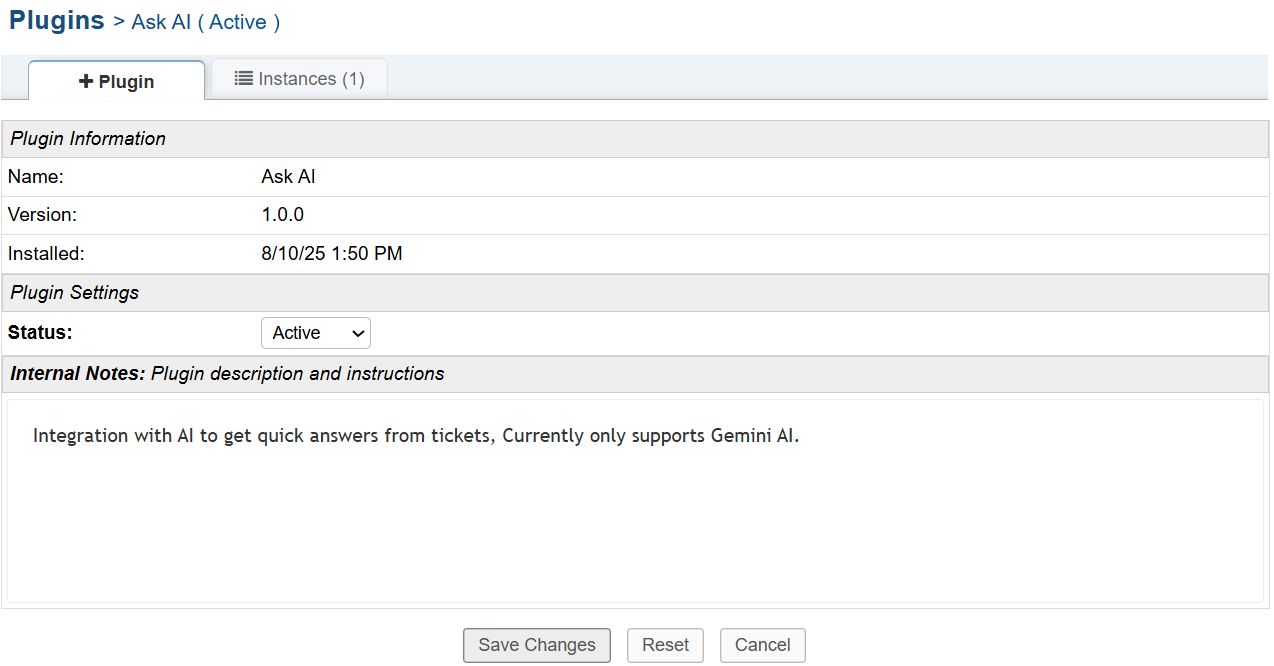 Plugins > Ask AI ( Active )
Plugin
Instances (1)
Plugin Information
Name: Ask AI
Version: 1.0.0
Installed: 8/10/25 1:50 PM
Plugin Settings
Status: Active
Internal Notes: Plugin description and instructions
Integration with AI to get quick answers from tickets, Currently only supports Gemini AI.
Save Changes Reset Cancel